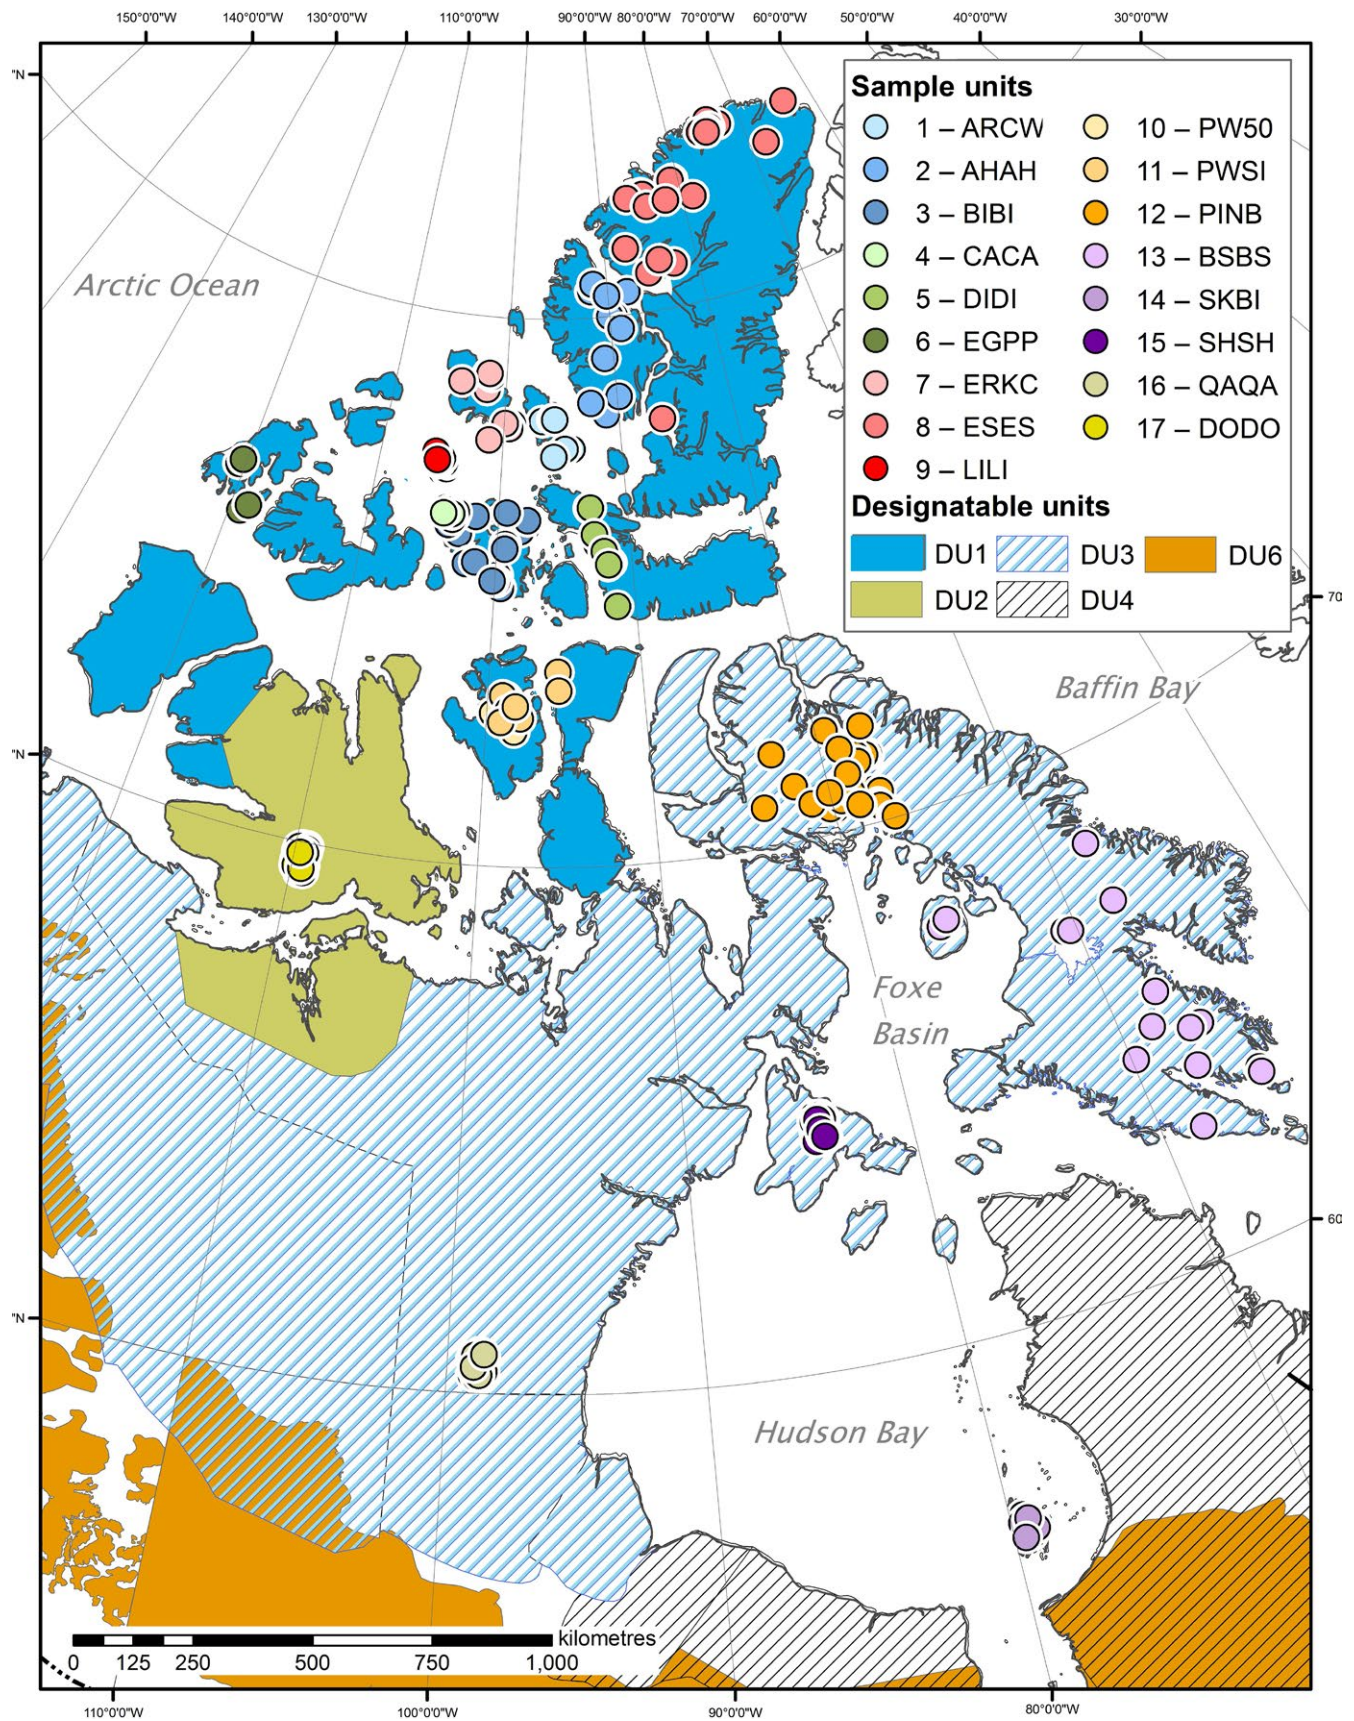 150°0'0"W 140°0'0"W 130°0'0"W 110°0'0"W 90°0'0"W 80°0'0"W 70°0'0"W 60°0'0"W 50°0'0"W 40°0'0"W 30°0'0"W
"N
Sample units
1 – ARCW 10 – PW50
2 – AHAH 11 – PWSI
3 – BIBI 12 – PINB
4 – CACA 13 – BSBS
5 – DIDI 14 – SKBI
6 – EGPP 15 – SHSH
7 – ERKC 16 – QAQA
8 – ESES 17 – DODO
9 – LILI
Designatable units
DU1 DU3 DU6
DU2 DU4
Arctic Ocean
70
Baffin Bay
"N
Foxe
Basin
60
"N
Hudson Bay
kilometres
0 125 250 500 750 1,000
110°0'0"W 100°0'0"W 90°0'0"W 80°0'0"W